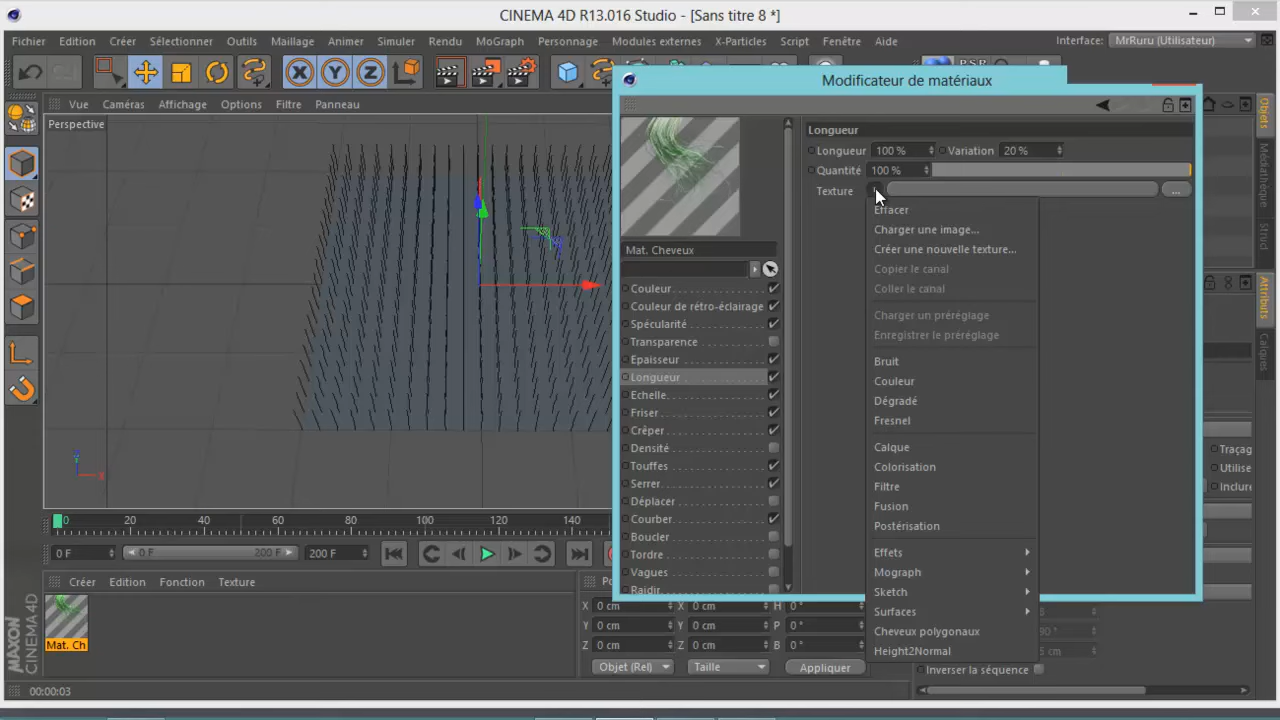 CINEMA 4D R13.016 Studio - [Sans titre 8 *]
Fichier Edition Créer Sélectionner Outils Maillage Animer Simuler Rendu MoGraph Personnage Modules externes X-Particles Script Fenêtre Aide Interface: MrRuru (Utilisateur)
X Y Z PSR
Modificateur de matériaux
Vue Caméras Affichage Options Filtre Panneau
Perspective
Objets
Médiathèque
Struct
Attributs
Calques
Longueur
Longueur 100 % Variation 20 %
Quantité 100 %
Texture ...
Mat. Cheveux
Couleur
Couleur de rétro-éclairage
Spécularité
Transparence
Epaisseur
Longueur
Echelle
Friser
Crêper
Densité
Touffes
Serrer
Déplacer
Courber
Boucler
Tordre
Vagues
Raidir
Effacer
Charger une image...
Créer une nouvelle texture...
Copier le canal
Coller le canal
Charger un préréglage
Enregistrer le préréglage
Bruit
Couleur
Dégradé
Fresnel
Calque
Colorisation
Filtre
Fusion
Postérisation
Effets
Mograph
Sketch
Surfaces
Cheveux polygonaux
Height2Normal
Traçag
Utilise
Inclure
Y
X
0 20 40 60 80 100 120 140
0 F 0 F 200 F 200 F
Créer Edition Fonction Texture
Mat. Ch
X 0 cm X 0 cm H 0 °
Y 0 cm Y 0 cm P 0 °
Z 0 cm Z 0 cm B 0 °
Objet (Rel) Taille Appliquer
90 °
5 cm
Inverser la séquence
MAXON
CINEMA 4D
00:00:03